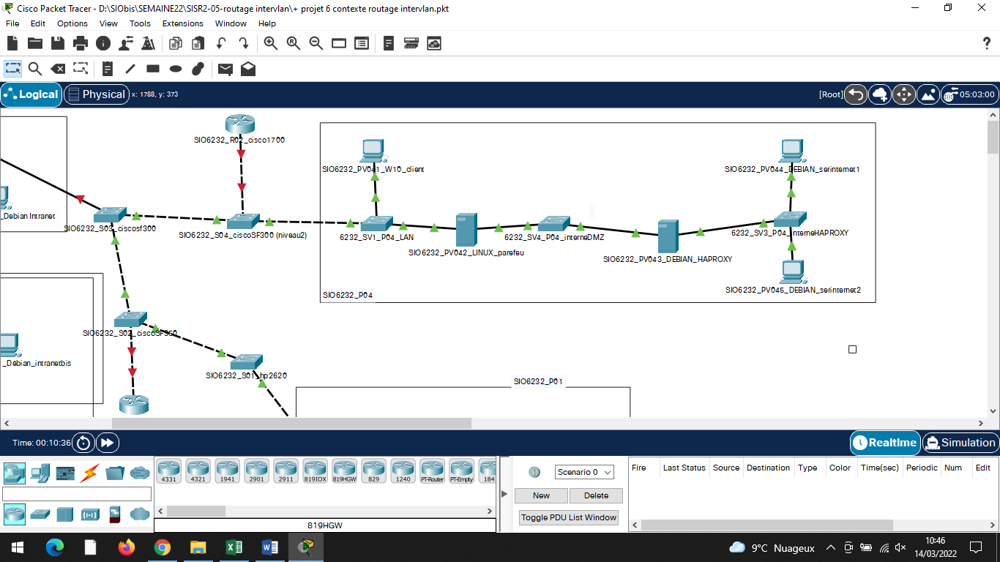 Cisco Packet Tracer - D:\SIObis\SEMAINE22\SISR2-05-routage intervlan\+ projet 6 contexte routage intervlan.pkt
File Edit Options View Tools Extensions Window Help
Logical Physical x: 1788, y: 373 [Root] 05:03:00
SIO6232_R02_cisco1700
SIO6232_PV041_W10_client
SIO6232_PV044_DEBIAN_serinternet1
_Debian Intranet
SIO6232_S03_ciscosf300
SIO6232_S04_ciscoSF300 (niveau2)
6232_SV1_P04_LAN
6232_SV4_P04_interneDMZ
6232_SV3_P04_interneHAPROXY
SIO6232_PV042_LINUX_parefeu
SIO6232_PV043_DEBIAN_HAPROXY
SIO6232_PV045_DEBIAN_serinternet2
SIO6232_P04
SIO6232_S02_ciscoSF350
_Debian_intranetbis
SIO6232_S01_hp2620
SIO6232_P01
Time: 00:10:36 Realtime Simulation
4331 4321 1941 2901 2911 819IOX 819HGW 829 1240 PT-Router PT-Empty 184
819HGW
Scenario 0
New Delete
Toggle PDU List Window
Fire Last Status Source Destination Type Color Time(sec) Periodic Num Edit
9°C Nuageux
10:46
14/03/2022